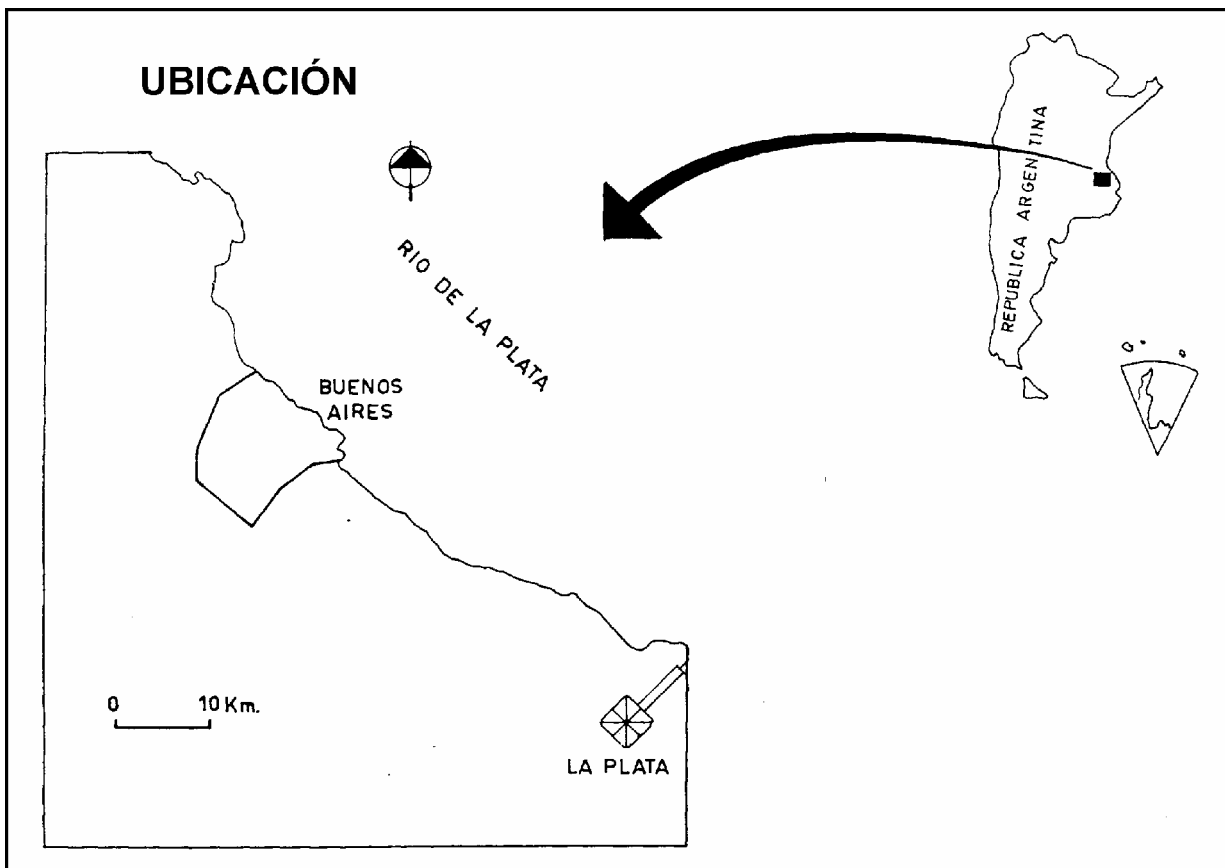 UBICACIÓN
REPUBLICA ARGENTINA
RIO DE LA PLATA
BUENOS
AIRES
0 10 Km.
LA PLATA